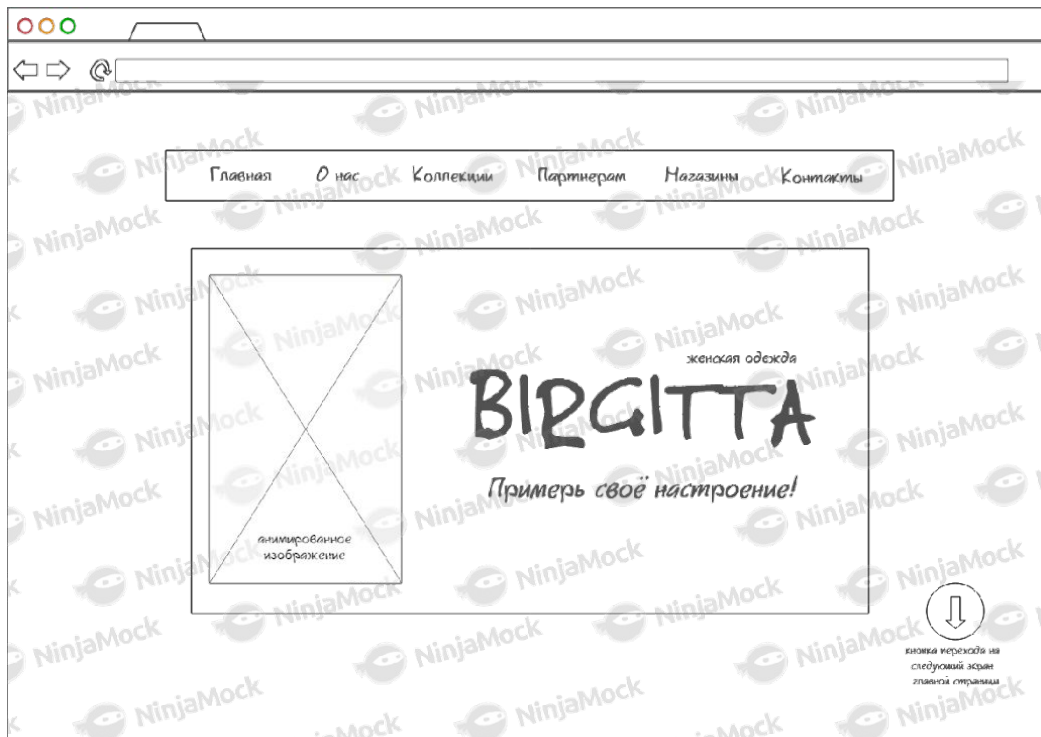 Главная О нас Коллекции Партнерам Магазины Контакты
женская одежда
BIRGITTA
Примерь своё настроение!
анимированное
изображение
кнопка перехода на
следующий экран
главной страницы
NinjaMock